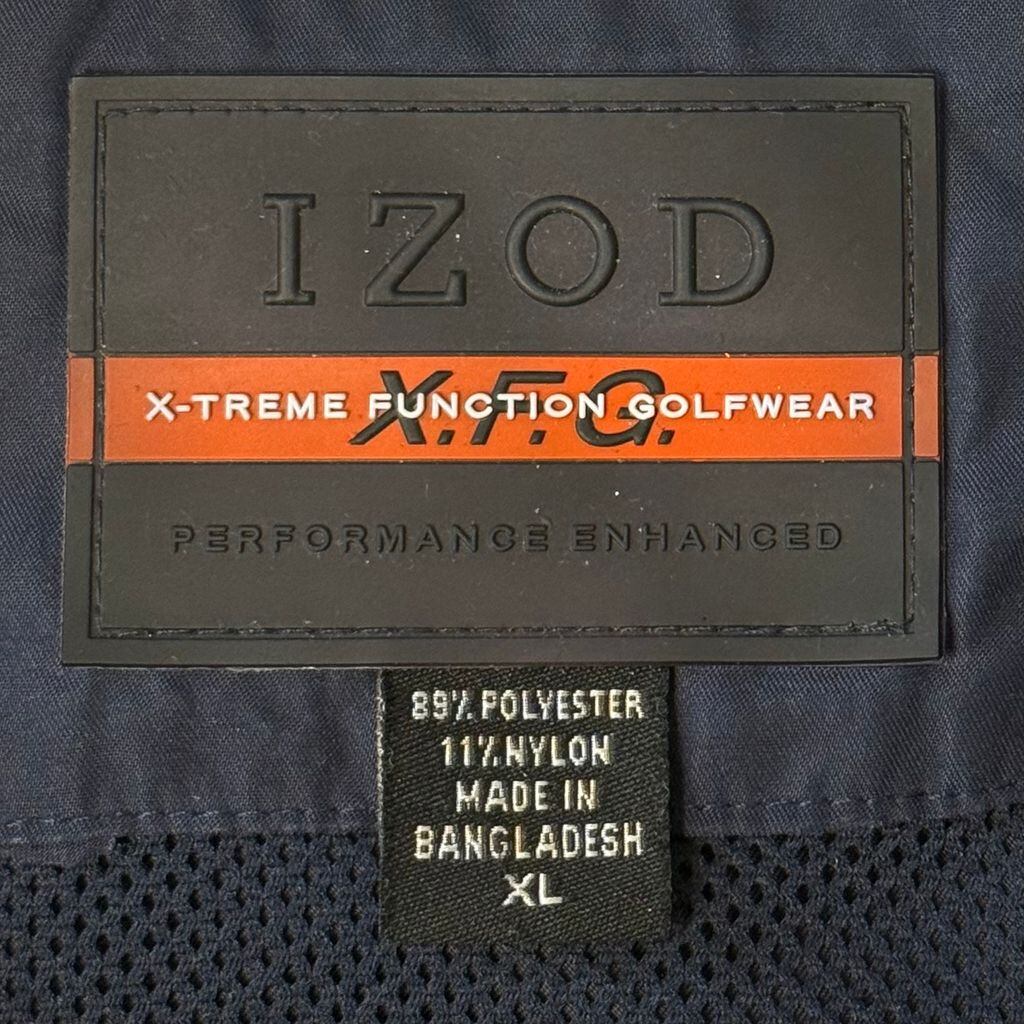 IZOD
X.F.G.
X-TREME FUNCTION GOLFWEAR
PERFORMANCE ENHANCED
89% POLYESTER
11% NYLON
MADE IN
BANGLADESH
XL